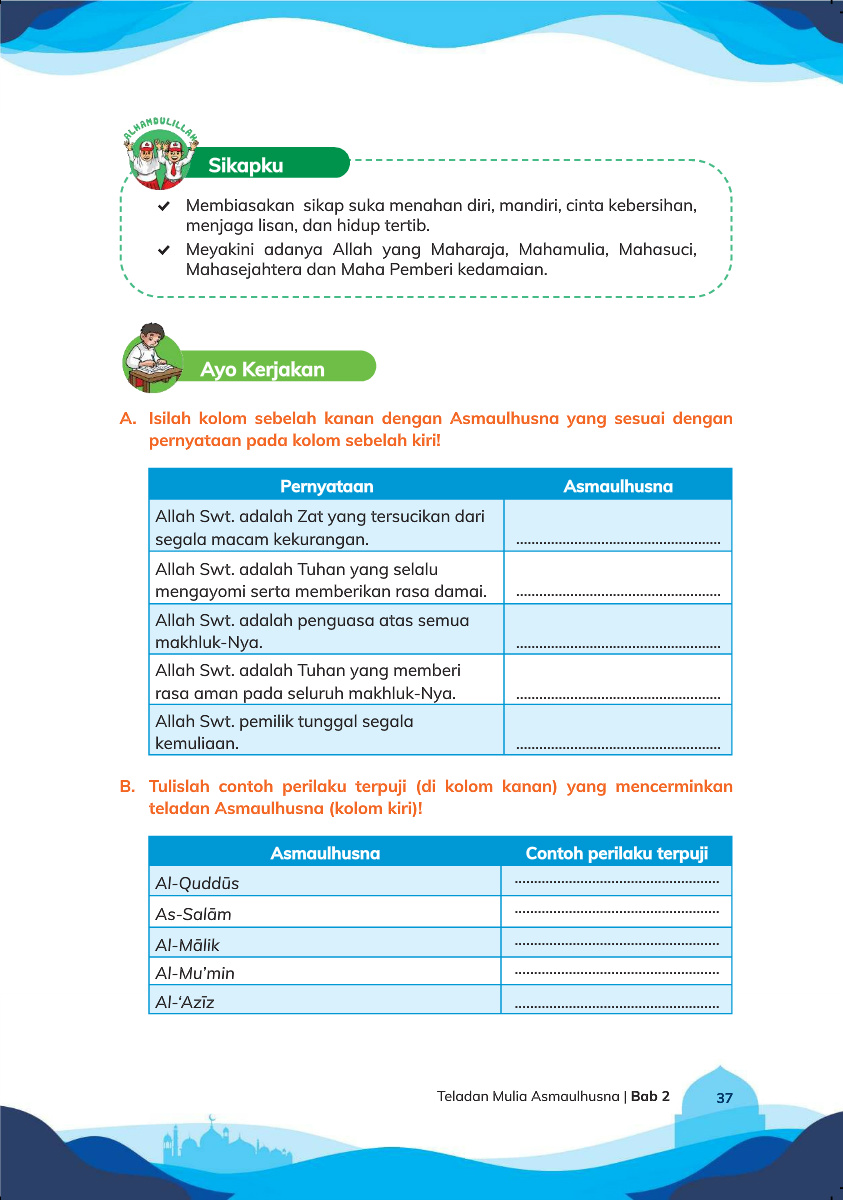 ALHAMDULILLAH
Sikapku
Membiasakan sikap suka menahan diri, mandiri, cinta kebersihan,
menjaga lisan, dan hidup tertib.
Meyakini adanya Allah yang Maharaja, Mahamulia, Mahasuci,
Mahasejahtera dan Maha Pemberi kedamaian.
Ayo Kerjakan
A. Isilah kolom sebelah kanan dengan Asmaulhusna yang sesuai dengan
pernyataan pada kolom sebelah kiri!
Pernyataan Asmaulhusna
Allah Swt. adalah Zat yang tersucikan dari
segala macam kekurangan. .....................................................
Allah Swt. adalah Tuhan yang selalu
mengayomi serta memberikan rasa damai. .....................................................
Allah Swt. adalah penguasa atas semua
makhluk-Nya. .....................................................
Allah Swt. adalah Tuhan yang memberi
rasa aman pada seluruh makhluk-Nya. .....................................................
Allah Swt. pemilik tunggal segala
kemuliaan. .....................................................
B. Tulislah contoh perilaku terpuji (di kolom kanan) yang mencerminkan
teladan Asmaulhusna (kolom kiri)!
Asmaulhusna Contoh perilaku terpuji
Al-Quddūs .....................................................
As-Salām .....................................................
Al-Mālik .....................................................
Al-Mu’min .....................................................
Al-‘Azīz .....................................................
Teladan Mulia Asmaulhusna | Bab 2 37